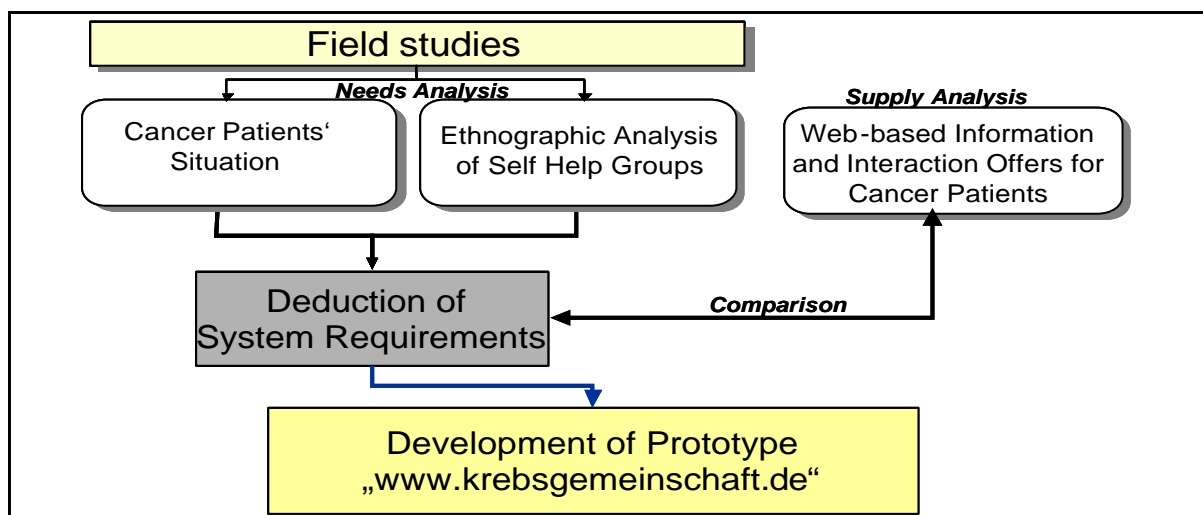 Field studies
Needs Analysis
Supply Analysis
Cancer Patients‘
Situation
Ethnographic Analysis
of Self Help Groups
Web-based Information
and Interaction Offers for
Cancer Patients
Deduction of
System Requirements
Comparison
Development of Prototype
„www.krebsgemeinschaft.de“